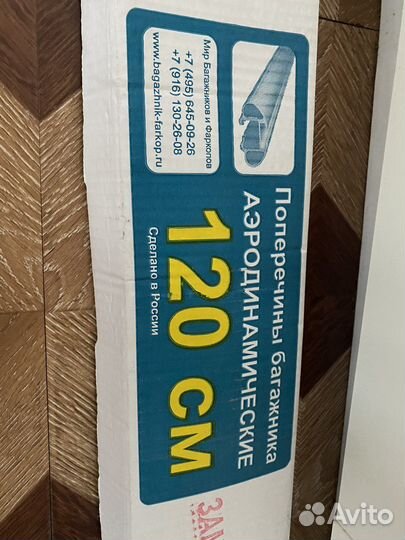 Мир Багажников и Фаркопов
+7 (495) 645-09-26
+7 (916) 130-26-08
www.bagazhnik-farkop.ru
Поперечины багажника
АЭРОДИНАМИЧЕСКИЕ
120 СМ
Сделано в России
Avito